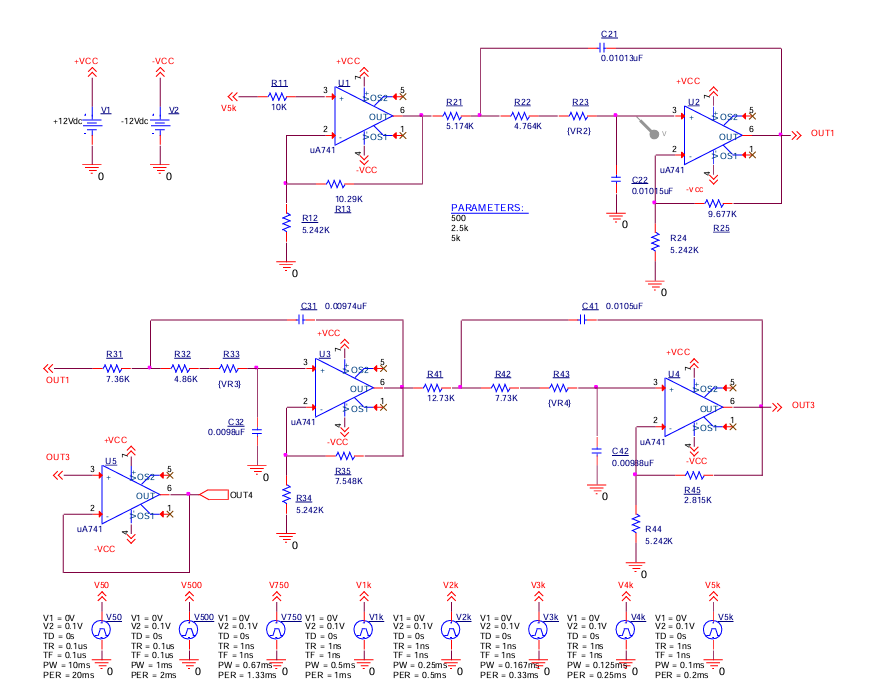 C21
0.01013uF
+VCC
-VCC
+VCC
R11
U1
+VCC
U2
V5k
10K
3
+
7
V+
OS2
5
OUT
6
2
-
4
V-
OS1
1
uA741
-VCC
+12Vdc
V1
-12Vdc
V2
0
0
R21
5.174K
R22
4.764K
R23
{VR2}
V
3
+
7
V+
OS2
5
OUT
6
OUT1
2
-
4
V-
OS1
1
uA741
-VCC
C22
0.01015uF
0
10.29K
R13
R12
5.242K
0
PARAMETERS:
500
2.5k
5k
9.677K
R25
R24
5.242K
0
C31
0.00974uF
C41
0.0105uF
+VCC
+VCC
OUT1
R31
7.36K
R32
4.86K
R33
{VR3}
U3
3
+
7
V+
OS2
5
OUT
6
2
-
4
V-
OS1
1
uA741
-VCC
C32
0.0098uF
0
R35
7.548K
R34
5.242K
0
R41
12.73K
R42
7.73K
R43
{VR4}
U4
3
+
7
V+
OS2
5
OUT
6
OUT3
2
-
4
V-
OS1
1
uA741
-VCC
C42
0.00988uF
0
R45
2.815K
R44
5.242K
0
OUT3
+VCC
U5
3
+
7
V+
OS2
5
OUT
6
OUT4
2
-
4
V-
OS1
1
uA741
-VCC
V50
V500
V750
V1k
V2k
V3k
V4k
V5k
V1 = 0V
V2 = 0.1V
TD = 0s
TR = 0.1us
TF = 0.1us
PW = 10ms
PER = 20ms
V50
0
V1 = 0V
V2 = 0.1V
TD = 0s
TR = 0.1us
TF = 0.1us
PW = 1ms
PER = 2ms
V500
0
V1 = 0V
V2 = 0.1V
TD = 0s
TR = 1ns
TF = 1ns
PW = 0.67ms
PER = 1.33ms
V750
0
V1 = 0V
V2 = 0.1V
TD = 0s
TR = 1ns
TF = 1ns
PW = 0.5ms
PER = 1ms
V1k
0
V1 = 0V
V2 = 0.1V
TD = 0s
TR = 1ns
TF = 1ns
PW = 0.25ms
PER = 0.5ms
V2k
0
V1 = 0V
V2 = 0.1V
TD = 0s
TR = 1ns
TF = 1ns
PW = 0.167ms
PER = 0.33ms
V3k
0
V1 = 0V
V2 = 0.1V
TD = 0s
TR = 1ns
TF = 1ns
PW = 0.125ms
PER = 0.25ms
V4k
0
V1 = 0V
V2 = 0.1V
TD = 0s
TR = 1ns
TF = 1ns
PW = 0.1ms
PER = 0.2ms
V5k
0